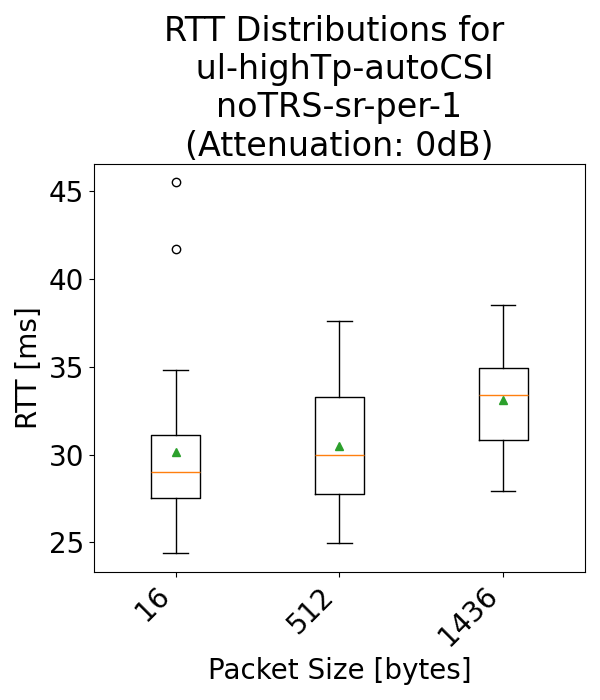 RTT Distributions for
ul-highTp-autoCSI
noTRS-sr-per-1
(Attenuation: 0dB)
45
40
35
30
25
RTT [ms]
16
512
1436
Packet Size [bytes]